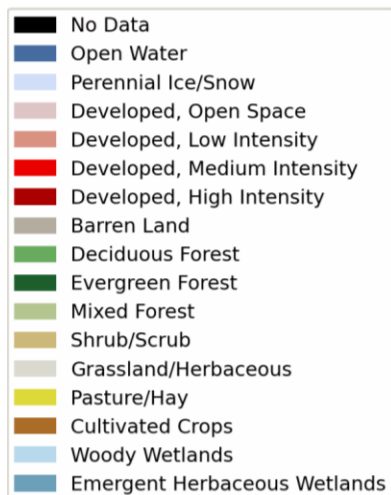 No Data
Open Water
Perennial Ice/Snow
Developed, Open Space
Developed, Low Intensity
Developed, Medium Intensity
Developed, High Intensity
Barren Land
Deciduous Forest
Evergreen Forest
Mixed Forest
Shrub/Scrub
Grassland/Herbaceous
Pasture/Hay
Cultivated Crops
Woody Wetlands
Emergent Herbaceous Wetlands